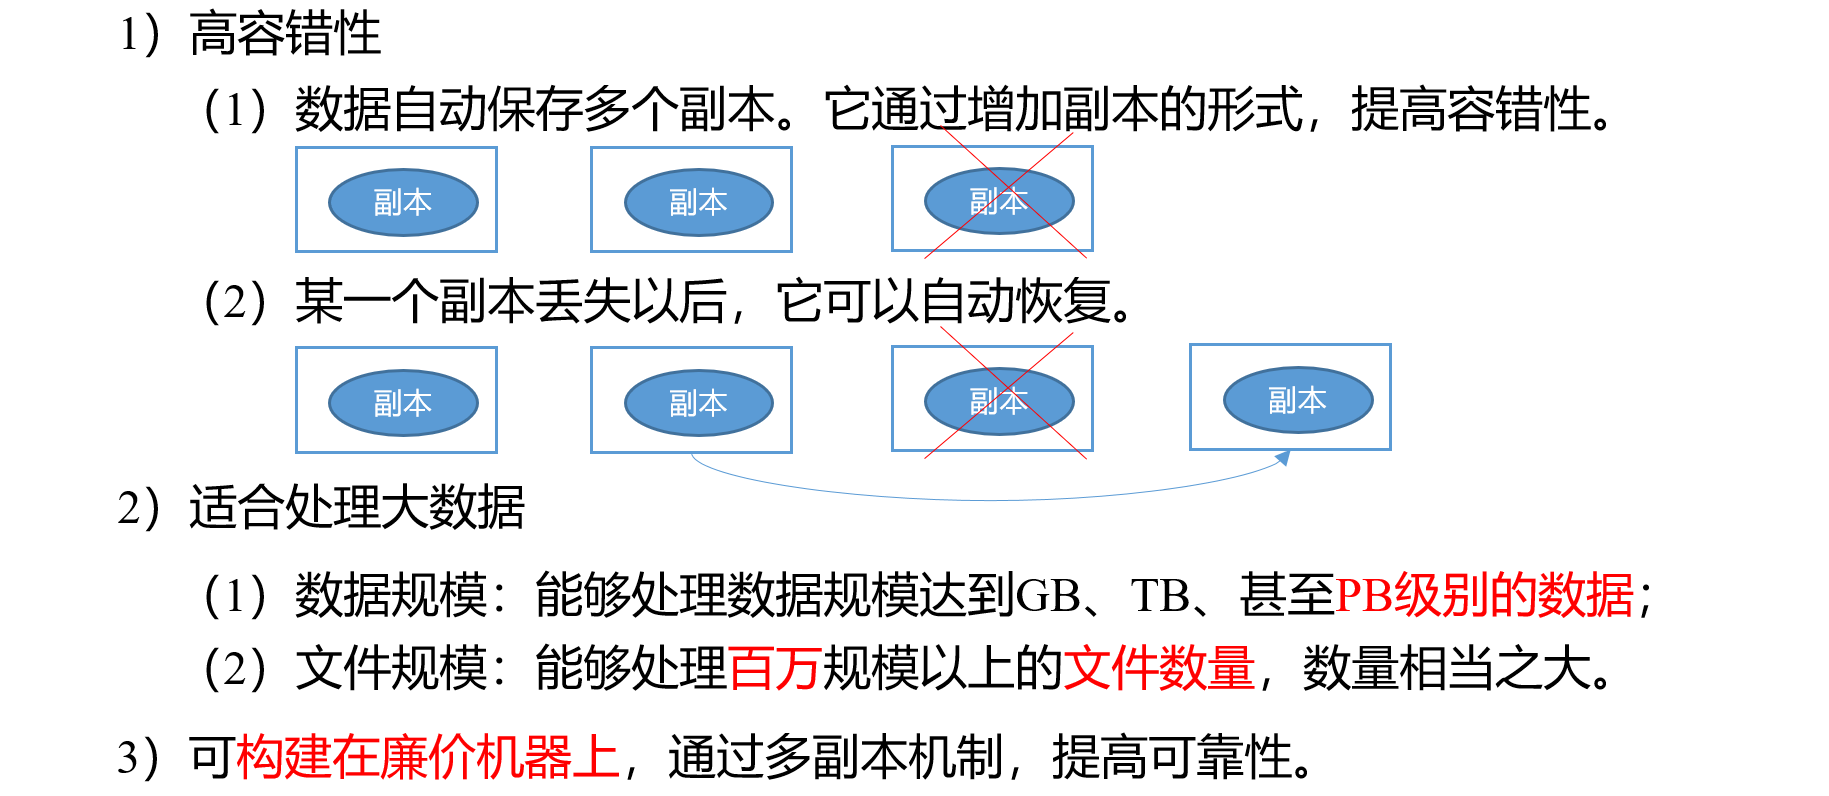 1）高容错性
（1）数据自动保存多个副本。它通过增加副本的形式，提高容错性。
副本 副本 副本
（2）某一个副本丢失以后，它可以自动恢复。
副本 副本 副本 副本
2）适合处理大数据
（1）数据规模：能够处理数据规模达到GB、TB、甚至PB级别的数据；
（2）文件规模：能够处理百万规模以上的文件数量，数量相当之大。
3）可构建在廉价机器上，通过多副本机制，提高可靠性。